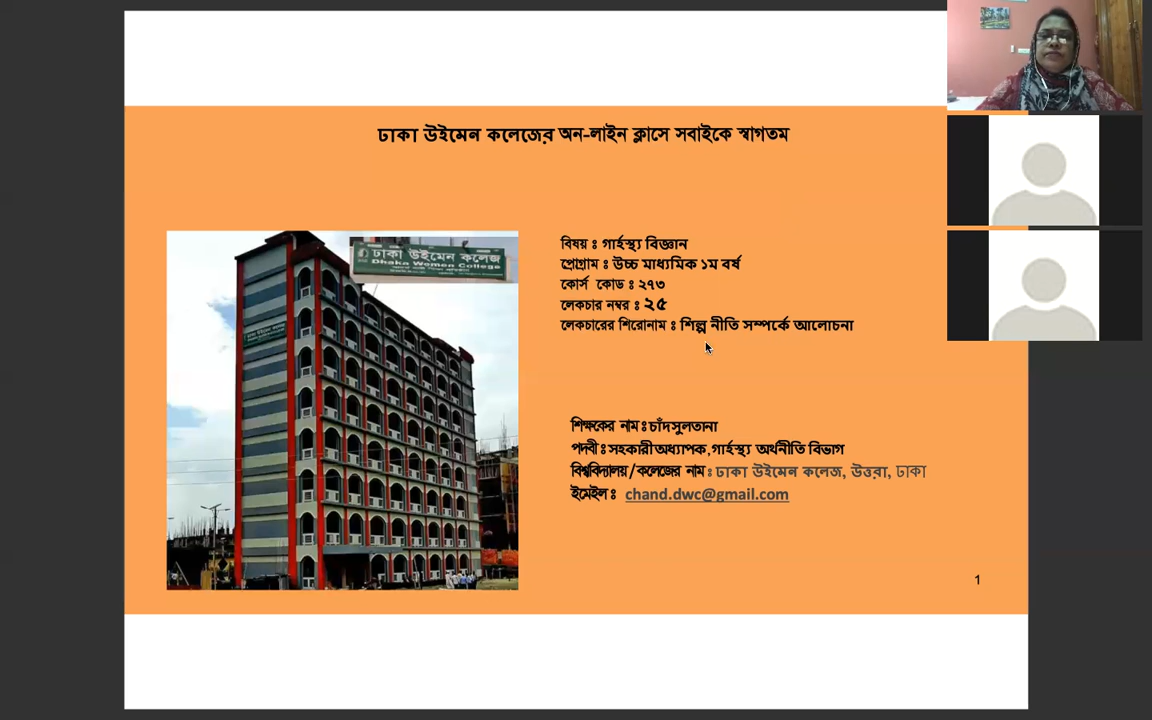 ঢাকা উইমেন কলেজের অন-লাইন ক্লাসে সবাইকে স্বাগতম
ঢাকা উইমেন কলেজ
Dhaka Women College
বিষয় ঃ গার্হস্থ্য বিজ্ঞান
প্রোগ্রাম ঃ উচ্চ মাধ্যমিক ১ম বর্ষ
কোর্স কোড ঃ ২৭৩
লেকচার নম্বর ঃ ২৫
লেকচারের শিরোনাম ঃ শিল্প নীতি সম্পর্কে আলোচনা
শিক্ষকের নাম ঃ চাঁদ সুলতানা
পদবী ঃ সহকারী অধ্যাপক, গার্হস্থ্য অর্থনীতি বিভাগ
বিশ্ববিদ্যালয়/কলেজের নাম ঃ ঢাকা উইমেন কলেজ, উত্তরা, ঢাকা
ইমেইল ঃ chand.dwc@gmail.com
1